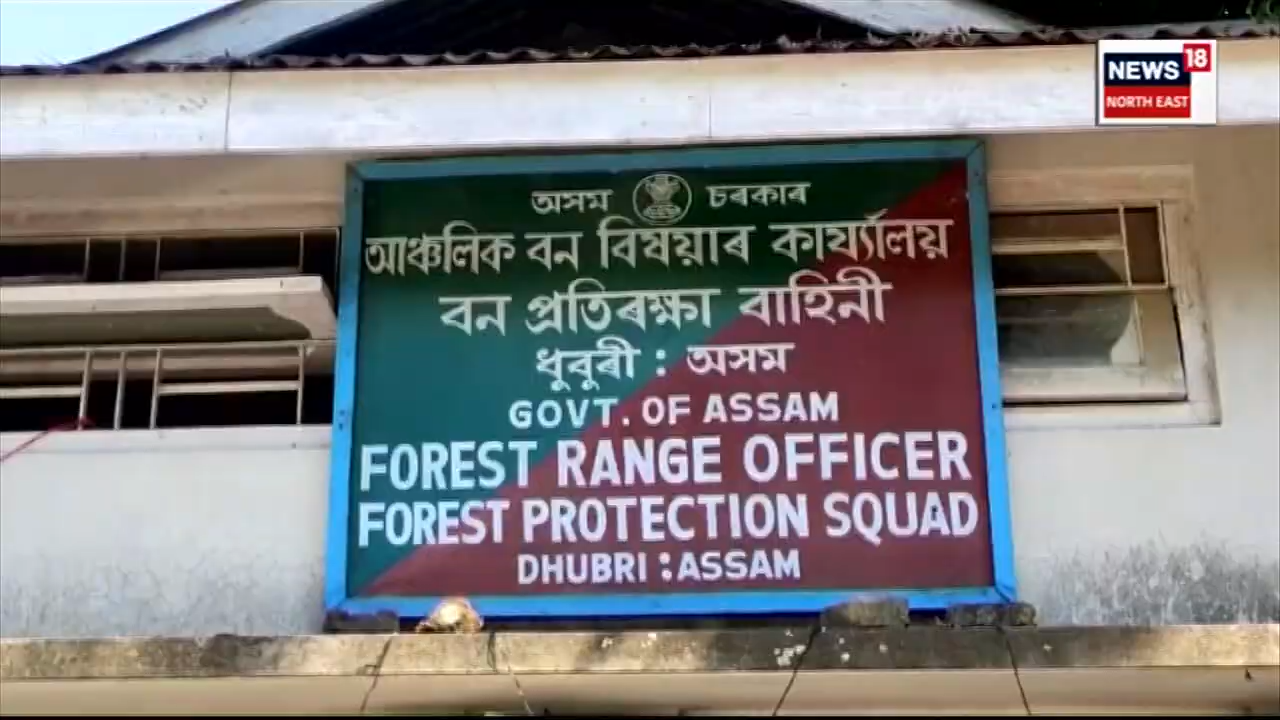 NEWS 18
NORTH EAST
অসম চৰকাৰ
আঞ্চলিক বন বিষয়াৰ কাৰ্য্যালয়
বন প্ৰতিৰক্ষা বাহিনী
ধুবুৰী : অসম
GOVT. OF ASSAM
FOREST RANGE OFFICER
FOREST PROTECTION SQUAD
DHUBRI : ASSAM